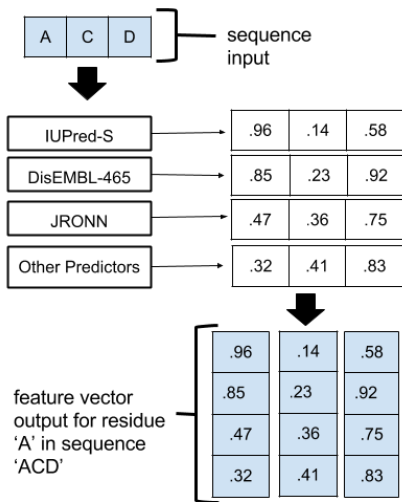 A C D
sequence
input
IUPred-S .96 .14 .58
DisEMBL-465 .85 .23 .92
JRONN .47 .36 .75
Other Predictors .32 .41 .83
.96 .14 .58
.85 .23 .92
.47 .36 .75
.32 .41 .83
feature vector
output for residue
‘A’ in sequence
‘ACD’